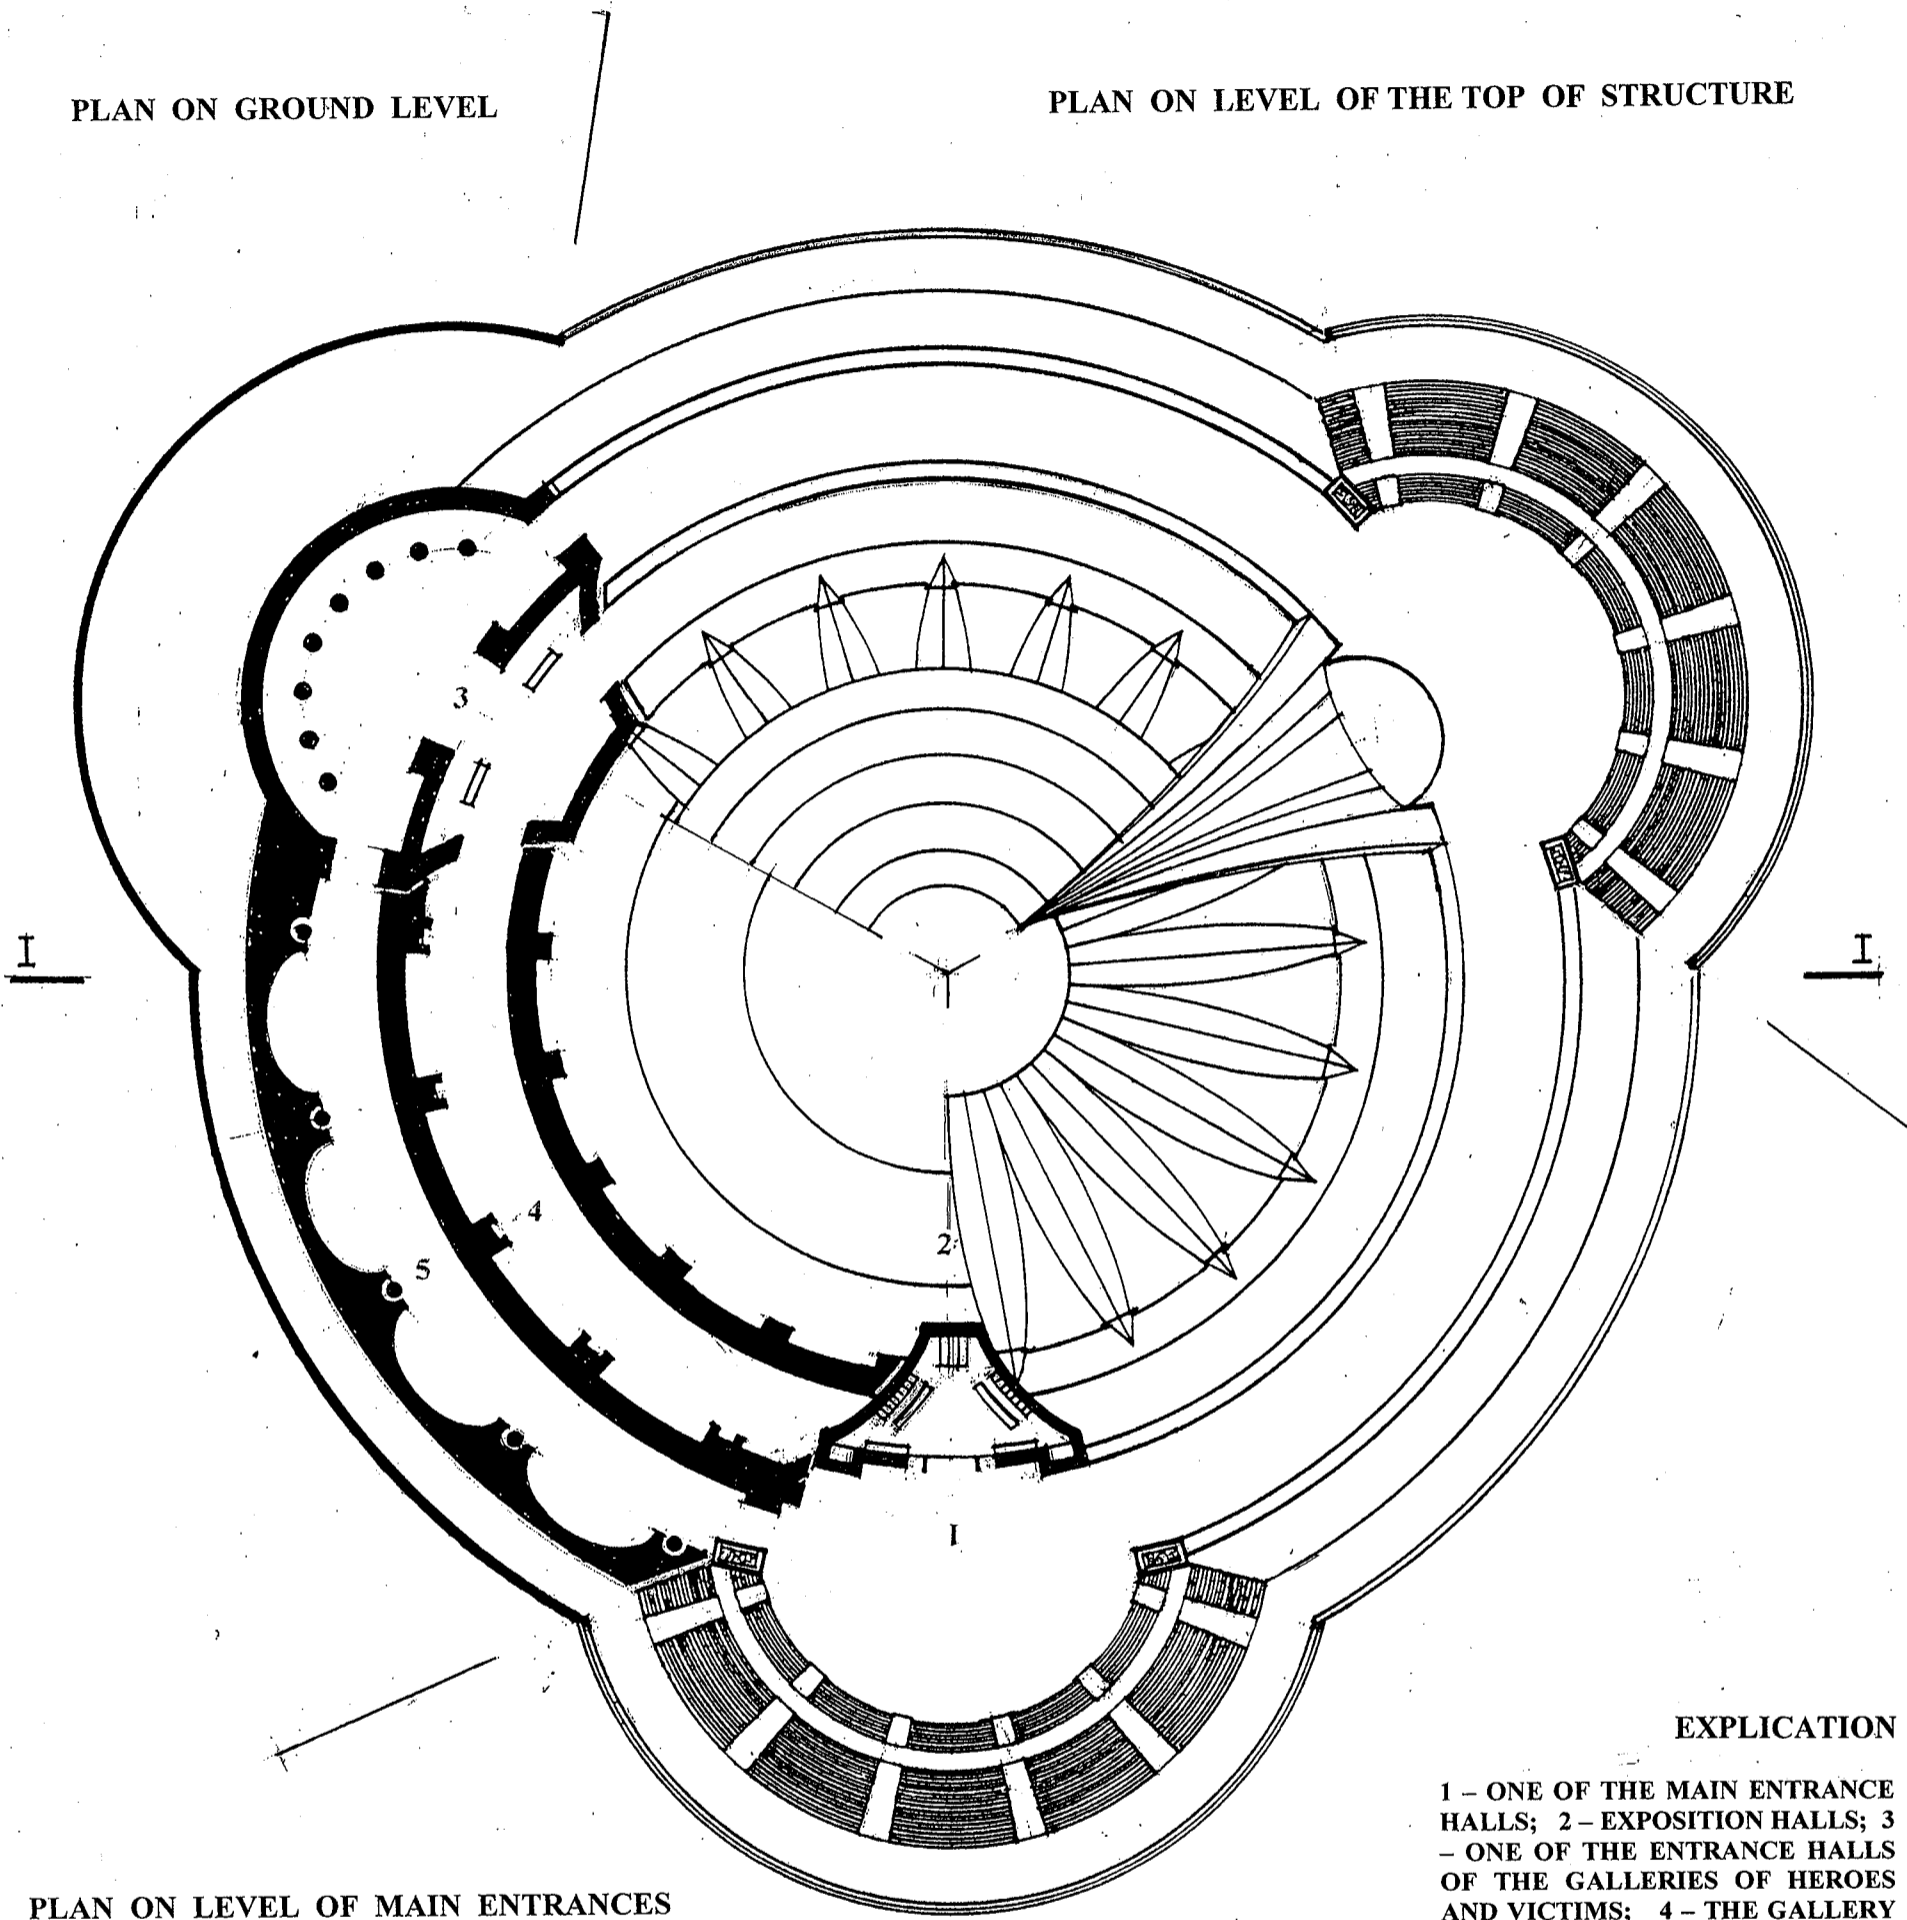 PLAN ON GROUND LEVEL
PLAN ON LEVEL OF THE TOP OF STRUCTURE
3
I
I
4
2
5
1
EXPLICATION
1 – ONE OF THE MAIN ENTRANCE
HALLS; 2 – EXPOSITION HALLS; 3
– ONE OF THE ENTRANCE HALLS
OF THE GALLERIES OF HEROES
AND VICTIMS; 4 – THE GALLERY
PLAN ON LEVEL OF MAIN ENTRANCES